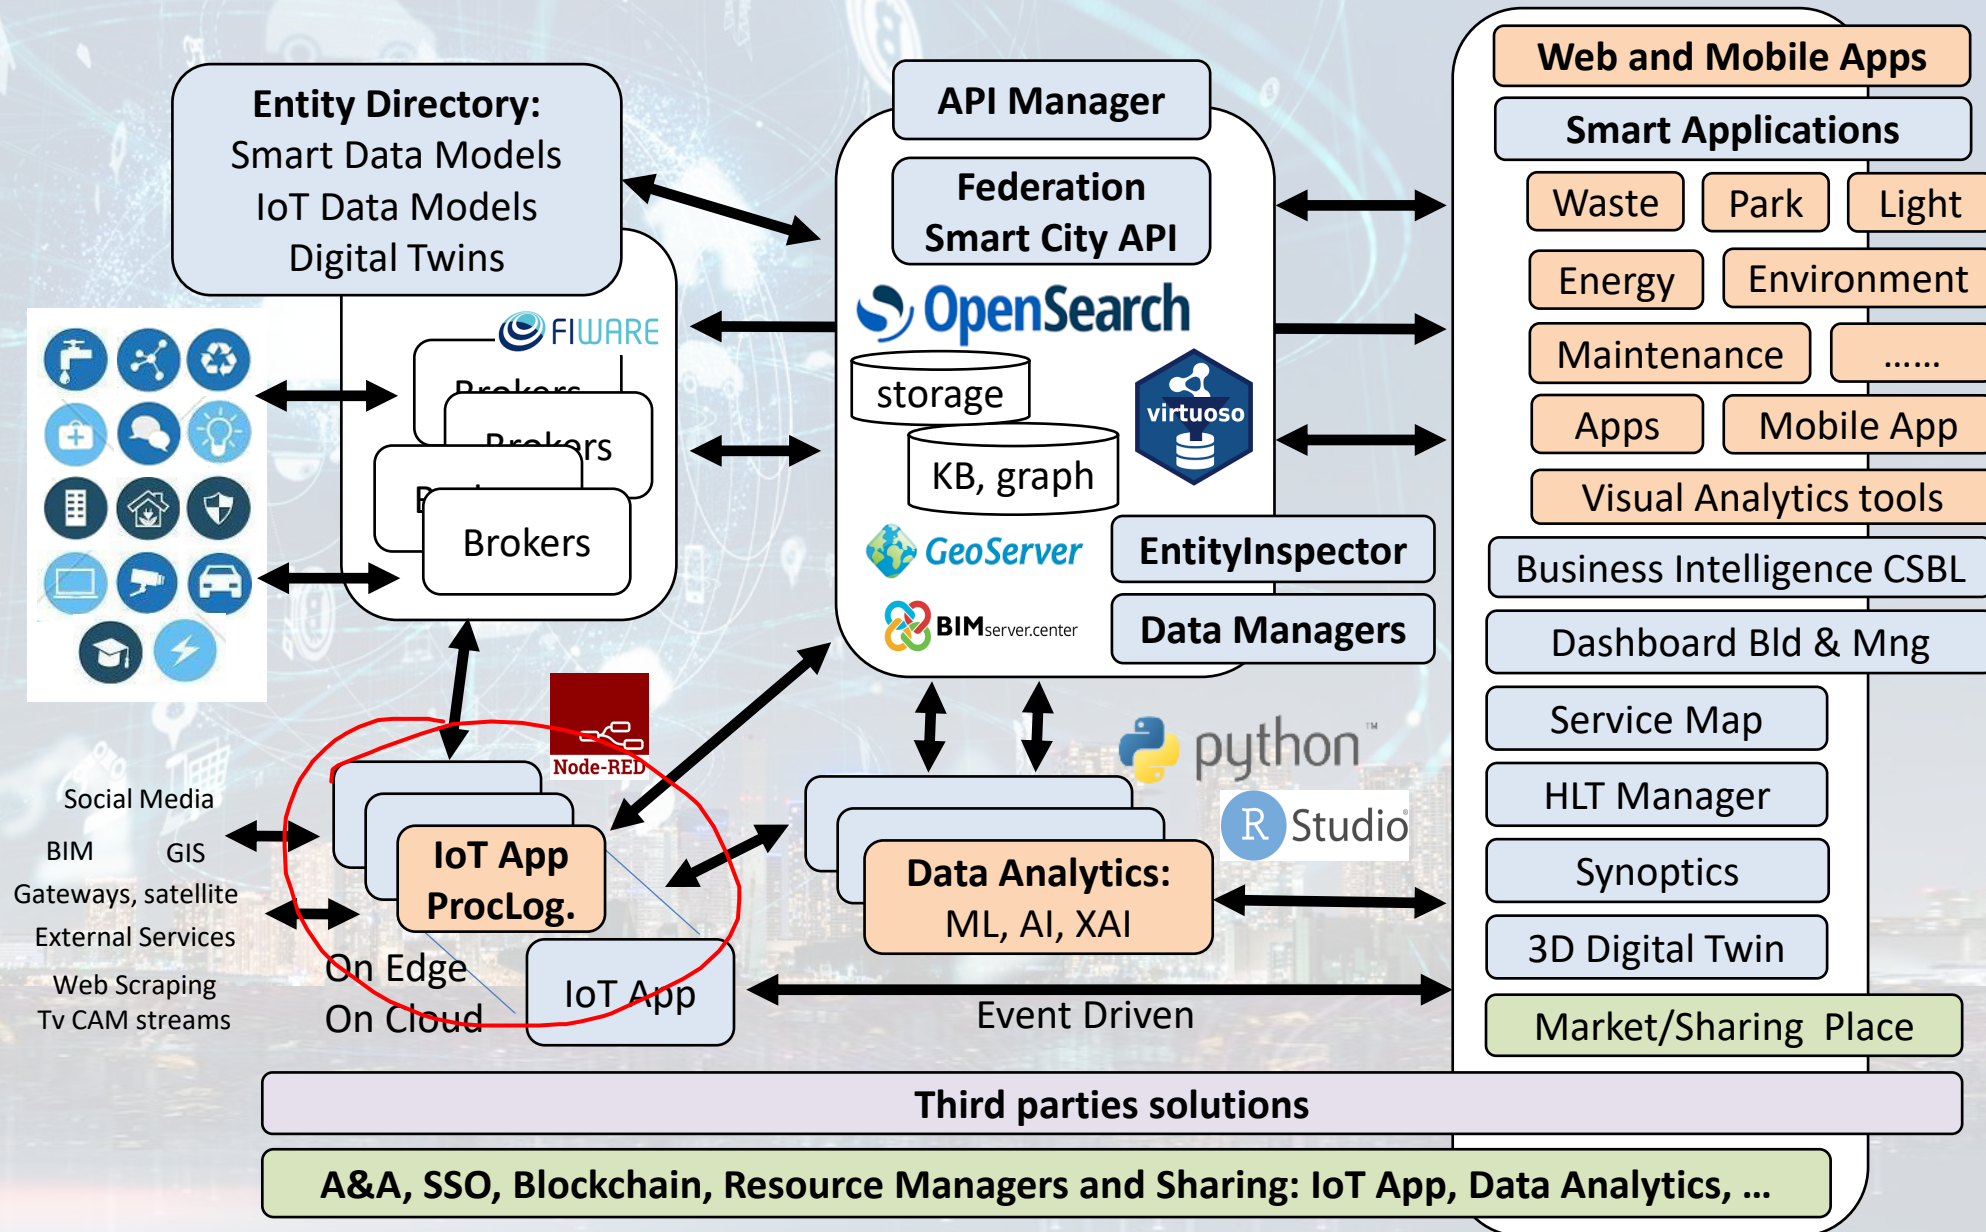 Entity Directory:
Smart Data Models
IoT Data Models
Digital Twins
FIWARE
Brokers
Brokers
Brokers
API Manager
Federation
Smart City API
OpenSearch
storage
virtuoso
KB, graph
GeoServer
EntityInspector
BIMserver.center
Data Managers
Node-RED
Social Media
BIM GIS
Gateways, satellite
External Services
Web Scraping
Tv CAM streams
IoT App
ProcLog.
On Edge
On Cloud
IoT App
python™
R Studio
Data Analytics:
ML, AI, XAI
Event Driven
Web and Mobile Apps
Smart Applications
Waste Park Light
Energy Environment
Maintenance ......
Apps Mobile App
Visual Analytics tools
Business Intelligence CSBL
Dashboard Bld & Mng
Service Map
HLT Manager
Synoptics
3D Digital Twin
Market/Sharing Place
Third parties solutions
A&A, SSO, Blockchain, Resource Managers and Sharing: IoT App, Data Analytics, ...